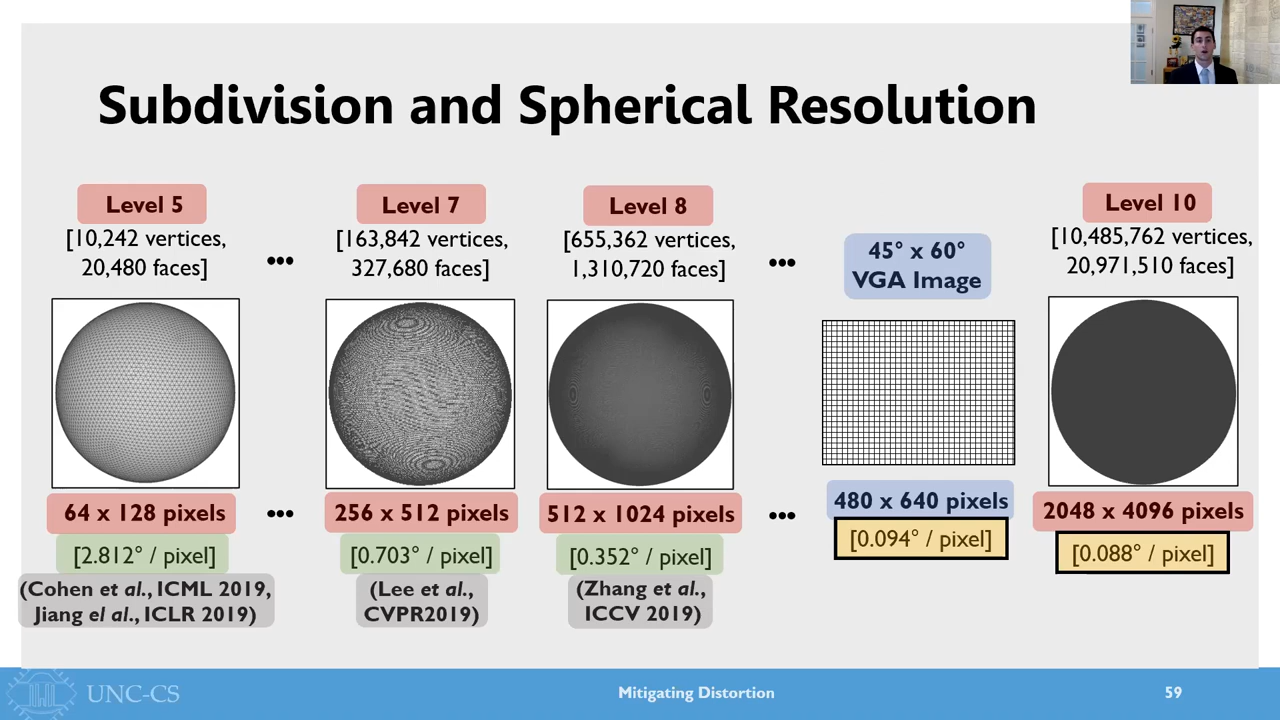 Subdivision and Spherical Resolution
Level 5
[10,242 vertices,
20,480 faces]
•••
Level 7
[163,842 vertices,
327,680 faces]
Level 8
[655,362 vertices,
1,310,720 faces]
•••
45° x 60°
VGA Image
Level 10
[10,485,762 vertices,
20,971,510 faces]
64 x 128 pixels
[2.812° / pixel]
(Cohen et al., ICML 2019,
Jiang el al., ICLR 2019)
•••
256 x 512 pixels
[0.703° / pixel]
(Lee et al.,
CVPR2019)
512 x 1024 pixels
[0.352° / pixel]
(Zhang et al.,
ICCV 2019)
•••
480 x 640 pixels
[0.094° / pixel]
2048 x 4096 pixels
[0.088° / pixel]
UNC-CS
Mitigating Distortion
59